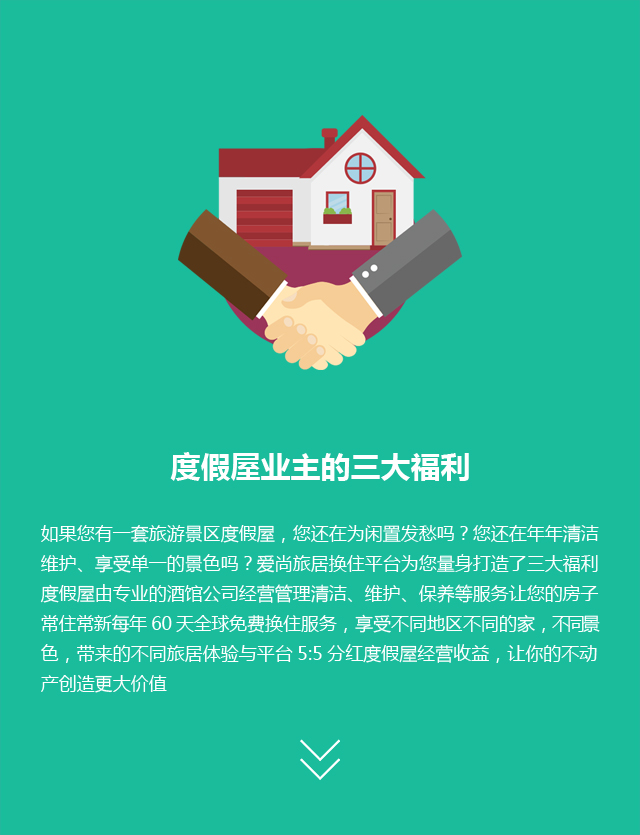 度假屋业主的三大福利
如果您有一套旅游景区度假屋，您还在为闲置发愁吗？您还在年年清洁
维护、享受单一的景色吗？爱尚旅居换住平台为您量身打造了三大福利
度假屋由专业的酒馆公司经营管理清洁、维护、保养等服务让您的房子
常住常新每年 60 天全球免费换住服务，享受不同地区不同的家，不同景
色，带来的不同旅居体验与平台 5:5 分红度假屋经营收益，让你的不动
产创造更大价值